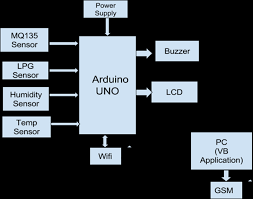 Power
Supply
MQ135
Sensor
LPG
Sensor
Humidity
Sensor
Temp
Sensor
Arduino
UNO
Buzzer
LCD
Wifi
PC
(VB
Application)
GSM